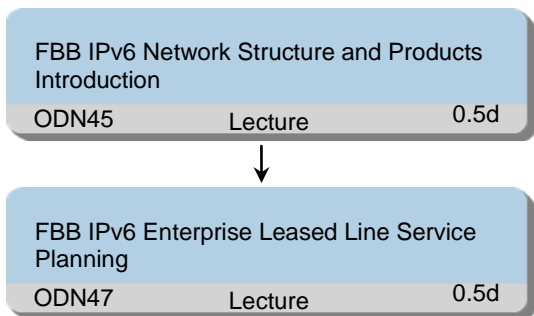 FBB IPv6 Network Structure and Products
Introduction
ODN45 Lecture 0.5d
FBB IPv6 Enterprise Leased Line Service
Planning
ODN47 Lecture 0.5d